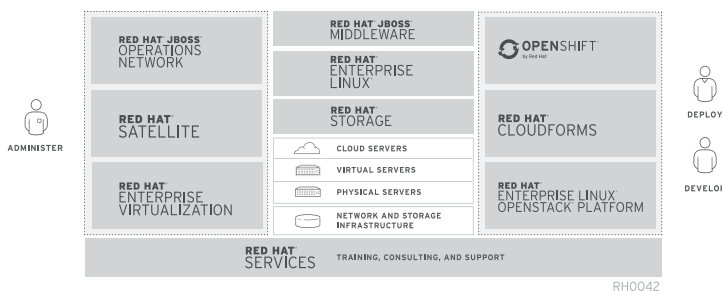 ADMINISTER
RED HAT® JBOSS®
OPERATIONS
NETWORK
RED HAT®
SATELLITE
RED HAT®
ENTERPRISE
VIRTUALIZATION
RED HAT® JBOSS®
MIDDLEWARE
RED HAT®
ENTERPRISE
LINUX®
RED HAT®
STORAGE
CLOUD SERVERS
VIRTUAL SERVERS
PHYSICAL SERVERS
NETWORK AND STORAGE
INFRASTRUCTURE
OPENSHIFT®
by Red Hat®
RED HAT®
CLOUDFORMS
RED HAT®
ENTERPRISE LINUX®
OPENSTACK® PLATFORM
DEPLOY
DEVELOP
RED HAT®
SERVICES
TRAINING, CONSULTING, AND SUPPORT
RH0042